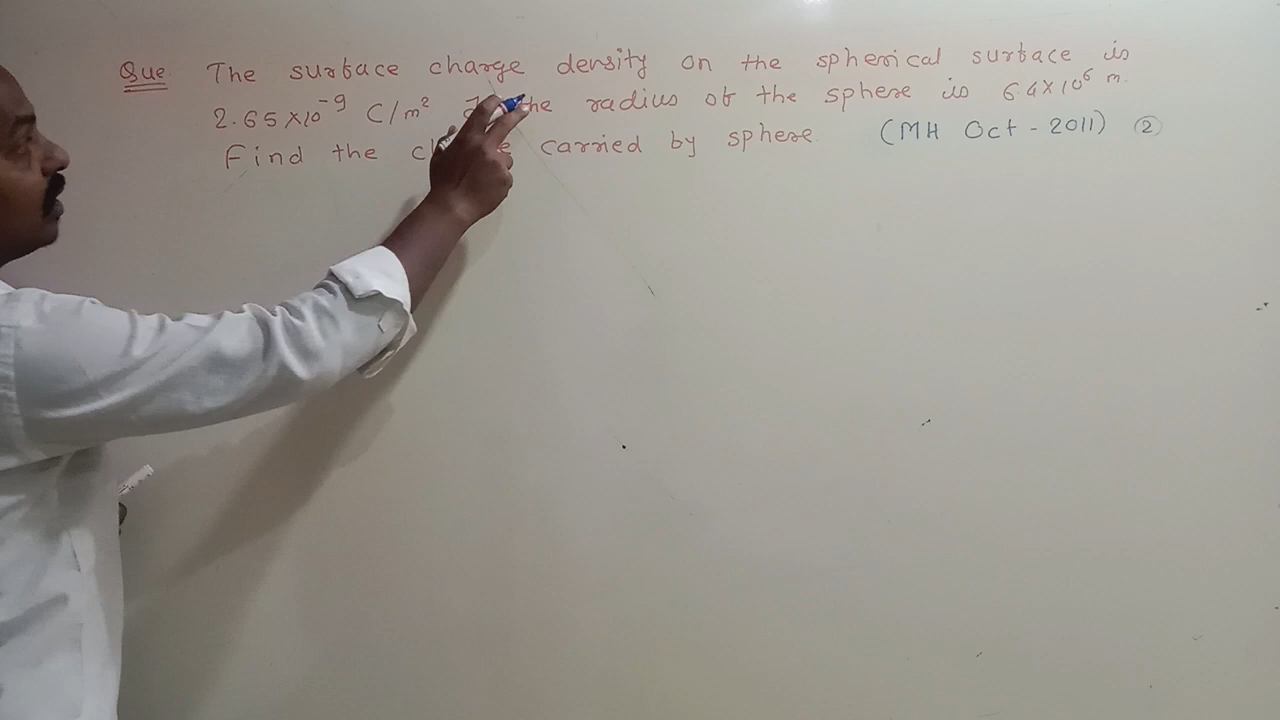 Que The surface charge density on the spherical surface is
2.65×10⁻⁹ C/m² the radius of the sphere is 6.4×10⁶ m.
Find the carried by sphere (MH Oct - 2011) ②